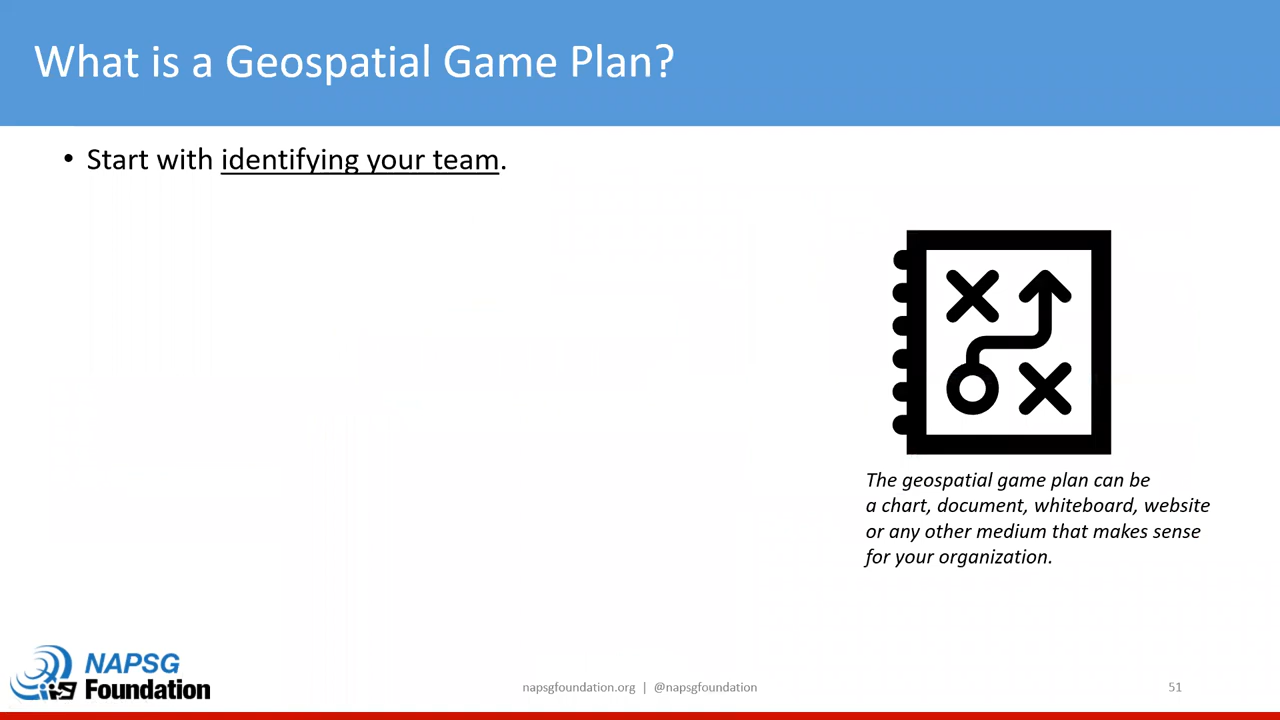 What is a Geospatial Game Plan?
• Start with identifying your team.
The geospatial game plan can be
a chart, document, whiteboard, website
or any other medium that makes sense
for your organization.
NAPSG
Foundation
napsgfoundation.org | @napsgfoundation
51